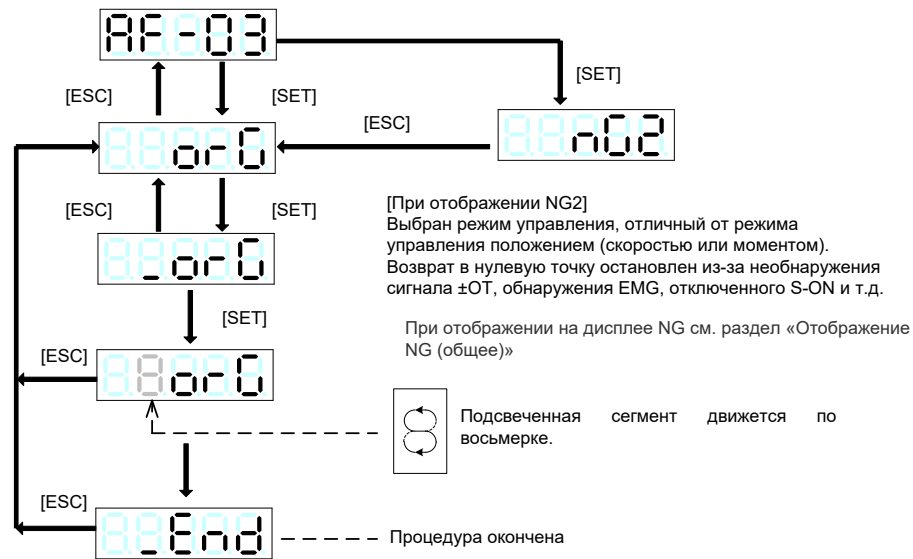 AF-03
[SET]
[ESC]
[SET]
[ESC]
orG
nG2
[ESC]
[SET]
[При отображении NG2]
Выбран режим управления, отличный от режима
управления положением (скоростью или моментом).
Возврат в нулевую точку остановлен из-за необнаружения
сигнала ±OT, обнаружения EMG, отключенного S-ON и т.д.
_orG
[SET]
При отображении на дисплее NG см. раздел «Отображение
NG (общее)»
[ESC]
8 orG
Подсвеченная сегмент движется по
восьмерке.
[ESC]
_End
Процедура окончена